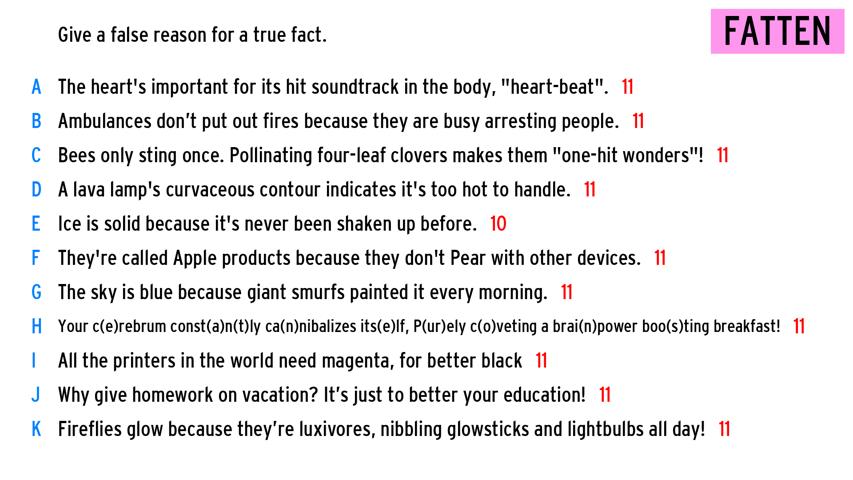 Give a false reason for a true fact.
FATTEN
A The heart's important for its hit soundtrack in the body, "heart-beat". 11
B Ambulances don’t put out fires because they are busy arresting people. 11
C Bees only sting once. Pollinating four-leaf clovers makes them "one-hit wonders"! 11
D A lava lamp's curvaceous contour indicates it's too hot to handle. 11
E Ice is solid because it's never been shaken up before. 10
F They're called Apple products because they don't Pear with other devices. 11
G The sky is blue because giant smurfs painted it every morning. 11
H Your c(e)rebrum const(a)n(t)ly ca(n)nibalizes its(e)lf, P(ur)ely c(o)veting a brai(n)power boo(s)ting breakfast! 11
I All the printers in the world need magenta, for better black 11
J Why give homework on vacation? It’s just to better your education! 11
K Fireflies glow because they’re luxivores, nibbling glowsticks and lightbulbs all day! 11